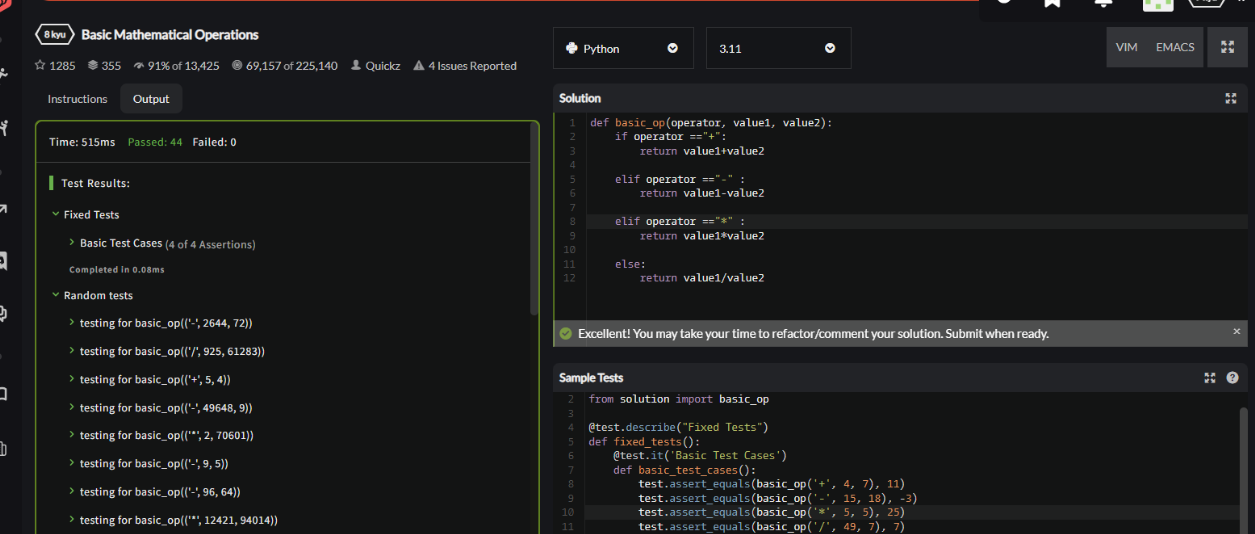 8 kyu Basic Mathematical Operations
1285 355 91% of 13,425 69,157 of 225,140 Quickz 4 Issues Reported
Instructions Output
Time: 515ms Passed: 44 Failed: 0
Test Results:
Fixed Tests
Basic Test Cases (4 of 4 Assertions)
Completed in 0.08ms
Random tests
testing for basic_op(('-', 2644, 72))
testing for basic_op(('/', 925, 61283))
testing for basic_op(('+', 5, 4))
testing for basic_op(('-', 49648, 9))
testing for basic_op(('*', 2, 70601))
testing for basic_op(('-', 9, 5))
testing for basic_op(('-', 96, 64))
testing for basic_op(('*', 12421, 94014))
Python 3.11 VIM EMACS
Solution
1 def basic_op(operator, value1, value2):
2 if operator =="+":
3 return value1+value2
4
5 elif operator =="-" :
6 return value1-value2
7
8 elif operator =="*" :
9 return value1*value2
10
11 else:
12 return value1/value2
Excellent! You may take your time to refactor/comment your solution. Submit when ready. ×
Sample Tests
2 from solution import basic_op
3
4 @test.describe("Fixed Tests")
5 def fixed_tests():
6 @test.it('Basic Test Cases')
7 def basic_test_cases():
8 test.assert_equals(basic_op('+', 4, 7), 11)
9 test.assert_equals(basic_op('-', 15, 18), -3)
10 test.assert_equals(basic_op('*', 5, 5), 25)
11 test.assert_equals(basic_op('/', 49, 7), 7)